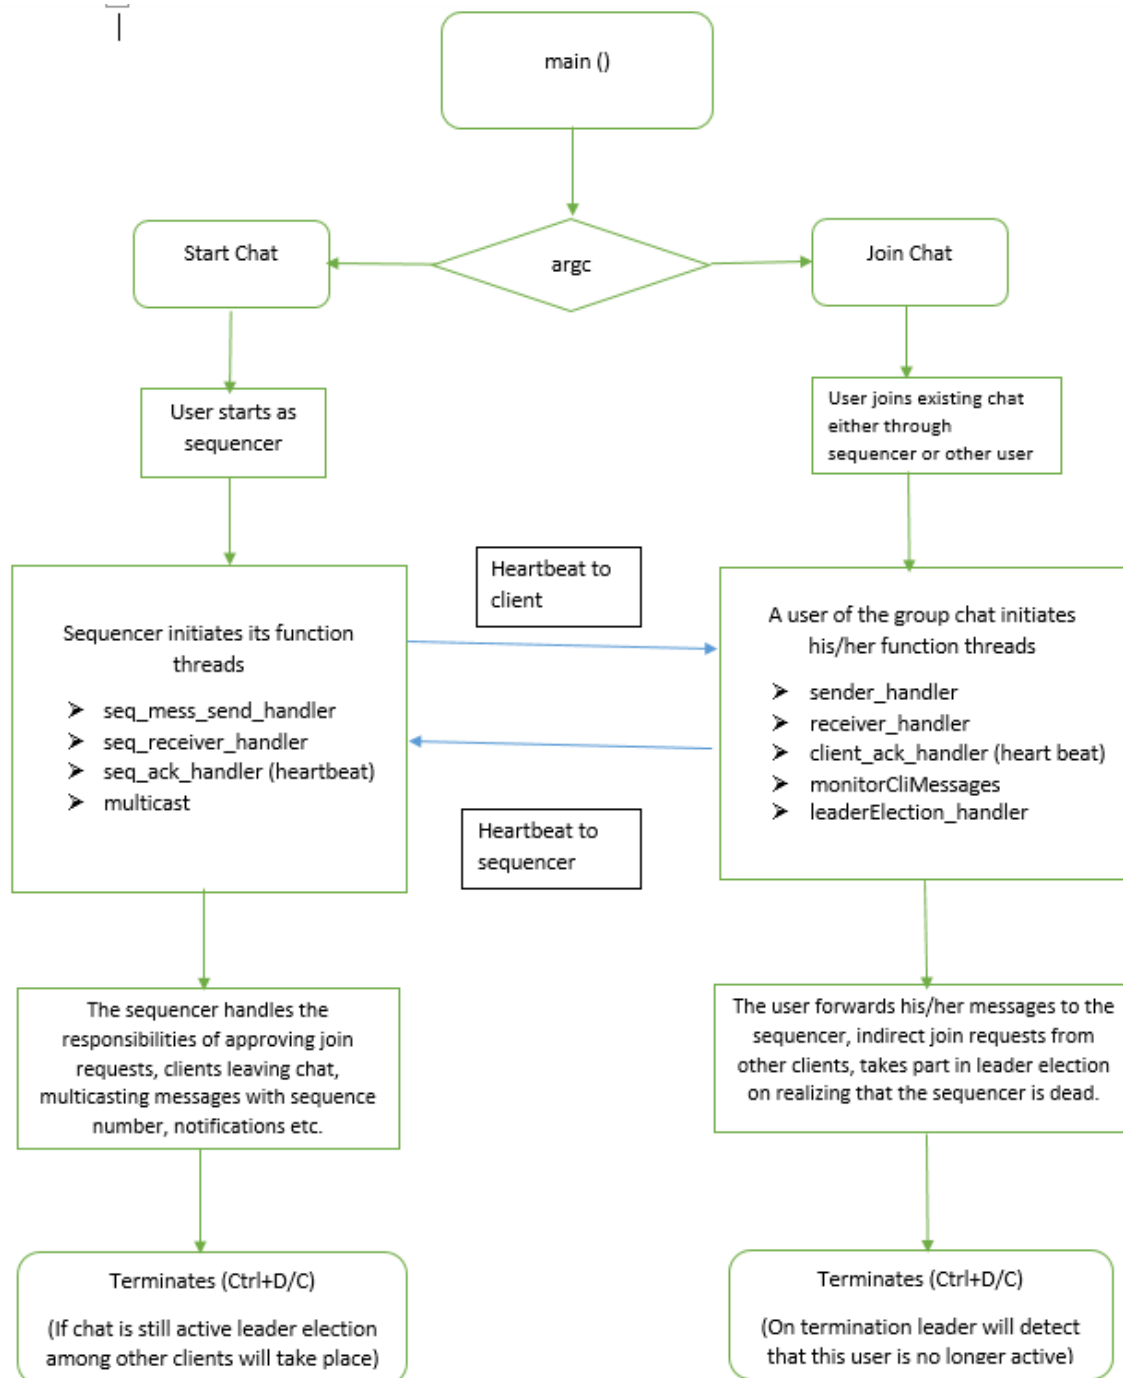 main ()
argc
Start Chat
Join Chat
User starts as
sequencer
User joins existing chat
either through
sequencer or other user
Heartbeat to
client
Sequencer initiates its function
threads
➤ seq_mess_send_handler
➤ seq_receiver_handler
➤ seq_ack_handler (heartbeat)
➤ multicast
A user of the group chat initiates
his/her function threads
➤ sender_handler
➤ receiver_handler
➤ client_ack_handler (heart beat)
➤ monitorCliMessages
➤ leaderElection_handler
Heartbeat to
sequencer
The sequencer handles the
responsibilities of approving join
requests, clients leaving chat,
multicasting messages with sequence
number, notifications etc.
The user forwards his/her messages to the
sequencer, indirect join requests from
other clients, takes part in leader election
on realizing that the sequencer is dead.
Terminates (Ctrl+D/C)
(If chat is still active leader election
among other clients will take place)
Terminates (Ctrl+D/C)
(On termination leader will detect
that this user is no longer active)